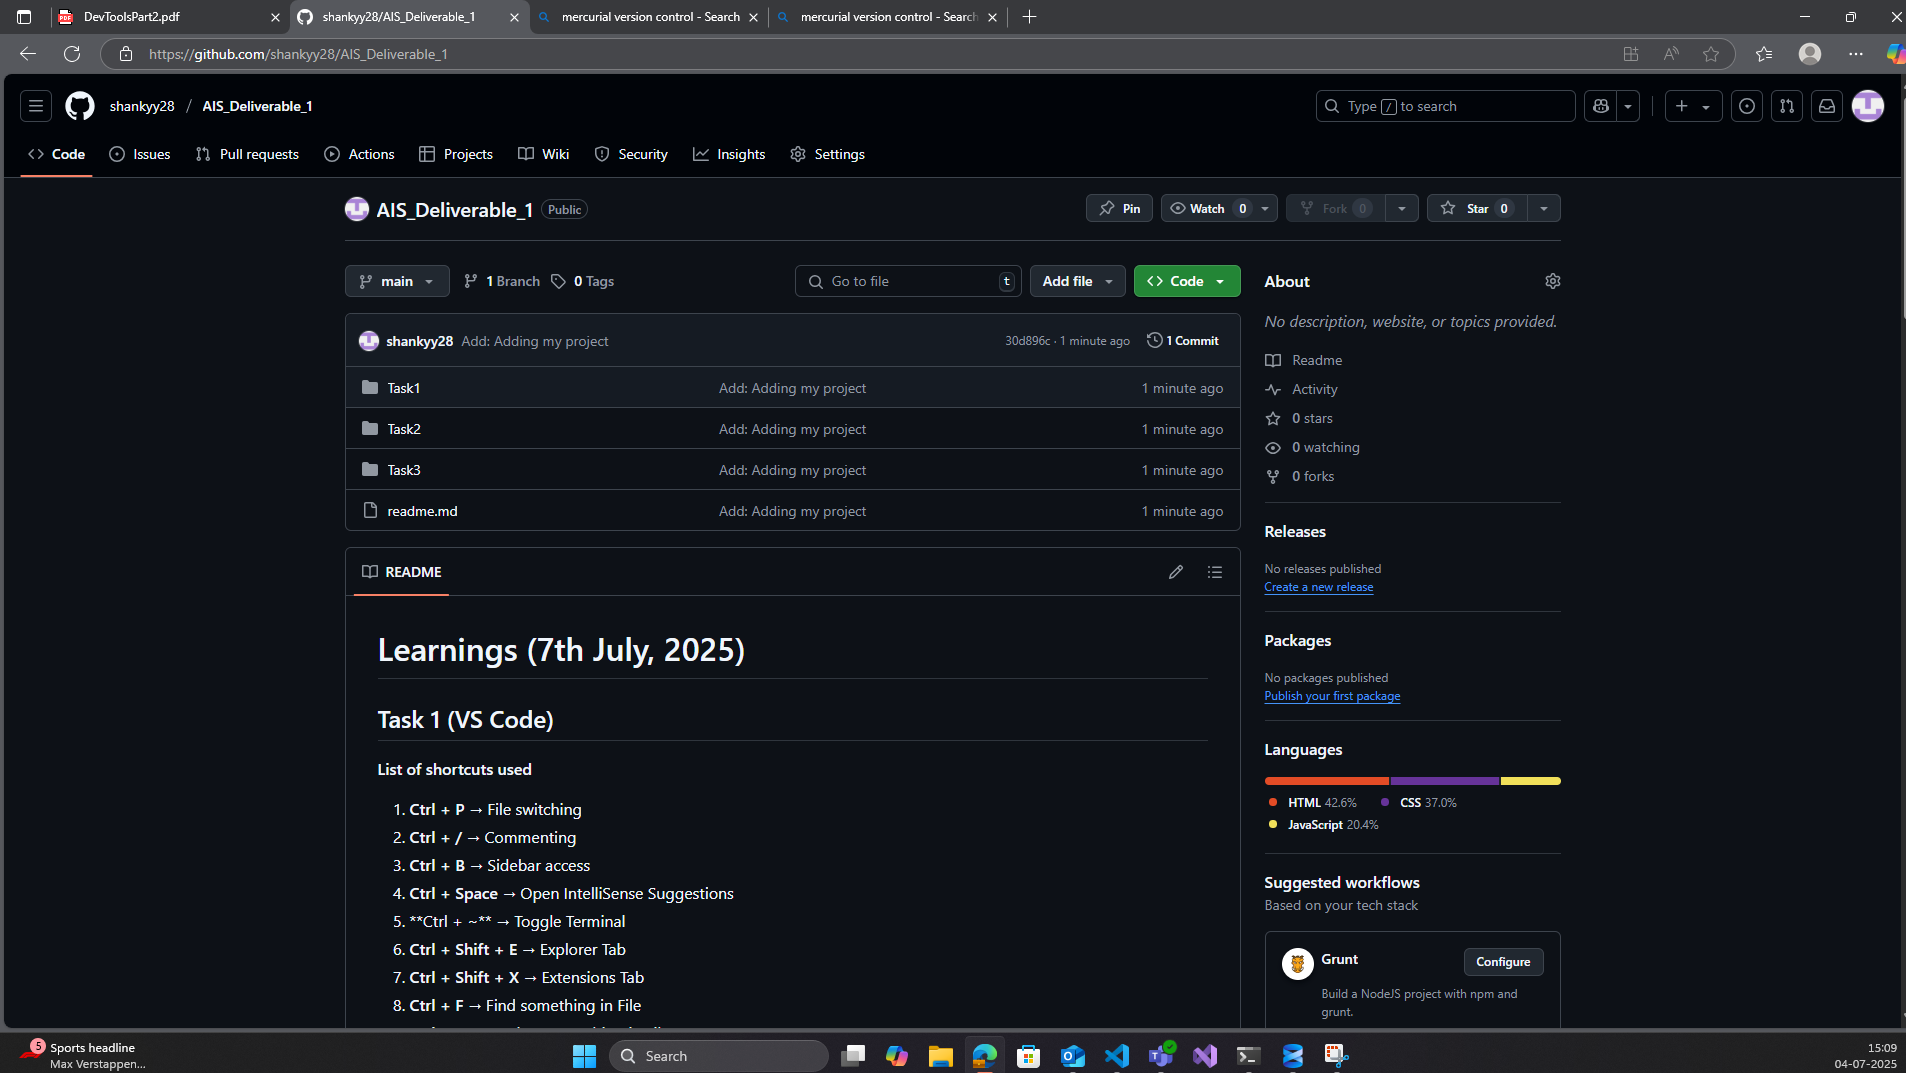 DevToolsPart2.pdf
shankyy28/AIS_Deliverable_1
mercurial version control - Search
mercurial version control - Search
https://github.com/shankyy28/AIS_Deliverable_1
shankyy28 / AIS_Deliverable_1
Type / to search
Code
Issues
Pull requests
Actions
Projects
Wiki
Security
Insights
Settings
AIS_Deliverable_1 Public
Pin
Watch 0
Fork 0
Star 0
main
1 Branch
0 Tags
Go to file t
Add file
Code
shankyy28 Add: Adding my project 30d896c · 1 minute ago 1 Commit
Task1 Add: Adding my project 1 minute ago
Task2 Add: Adding my project 1 minute ago
Task3 Add: Adding my project 1 minute ago
readme.md Add: Adding my project 1 minute ago
README
Learnings (7th July, 2025)
Task 1 (VS Code)
List of shortcuts used
1. Ctrl + P → File switching
2. Ctrl + / → Commenting
3. Ctrl + B → Sidebar access
4. Ctrl + Space → Open IntelliSense Suggestions
5. **Ctrl + ~** → Toggle Terminal
6. Ctrl + Shift + E → Explorer Tab
7. Ctrl + Shift + X → Extensions Tab
8. Ctrl + F → Find something in File
About
No description, website, or topics provided.
Readme
Activity
0 stars
0 watching
0 forks
Releases
No releases published
Create a new release
Packages
No packages published
Publish your first package
Languages
HTML 42.6% CSS 37.0%
JavaScript 20.4%
Suggested workflows
Based on your tech stack
Grunt
Configure
Build a NodeJS project with npm and
grunt.
5
Sports headline
Max Verstappen...
Search
15:09
04-07-2025